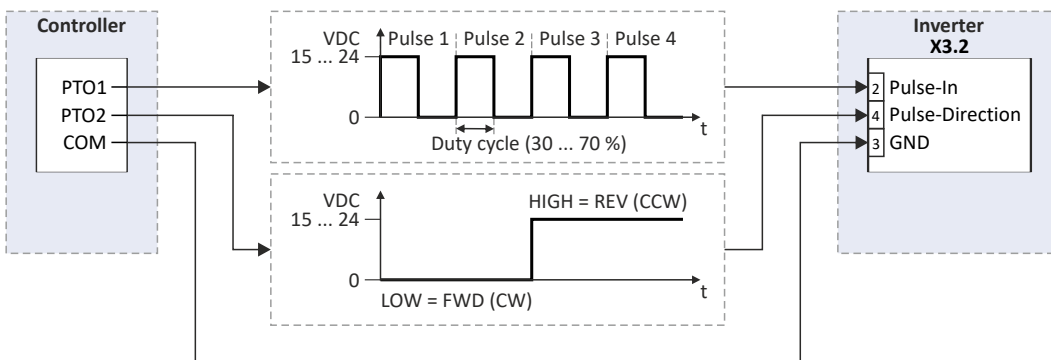 Controller
PTO1
PTO2
COM
VDC
15 ... 24
0
Pulse 1 Pulse 2 Pulse 3 Pulse 4
t
Duty cycle (30 ... 70 %)
VDC
15 ... 24
0
HIGH = REV (CCW)
LOW = FWD (CW)
t
Inverter
X3.2
2 Pulse-In
4 Pulse-Direction
3 GND